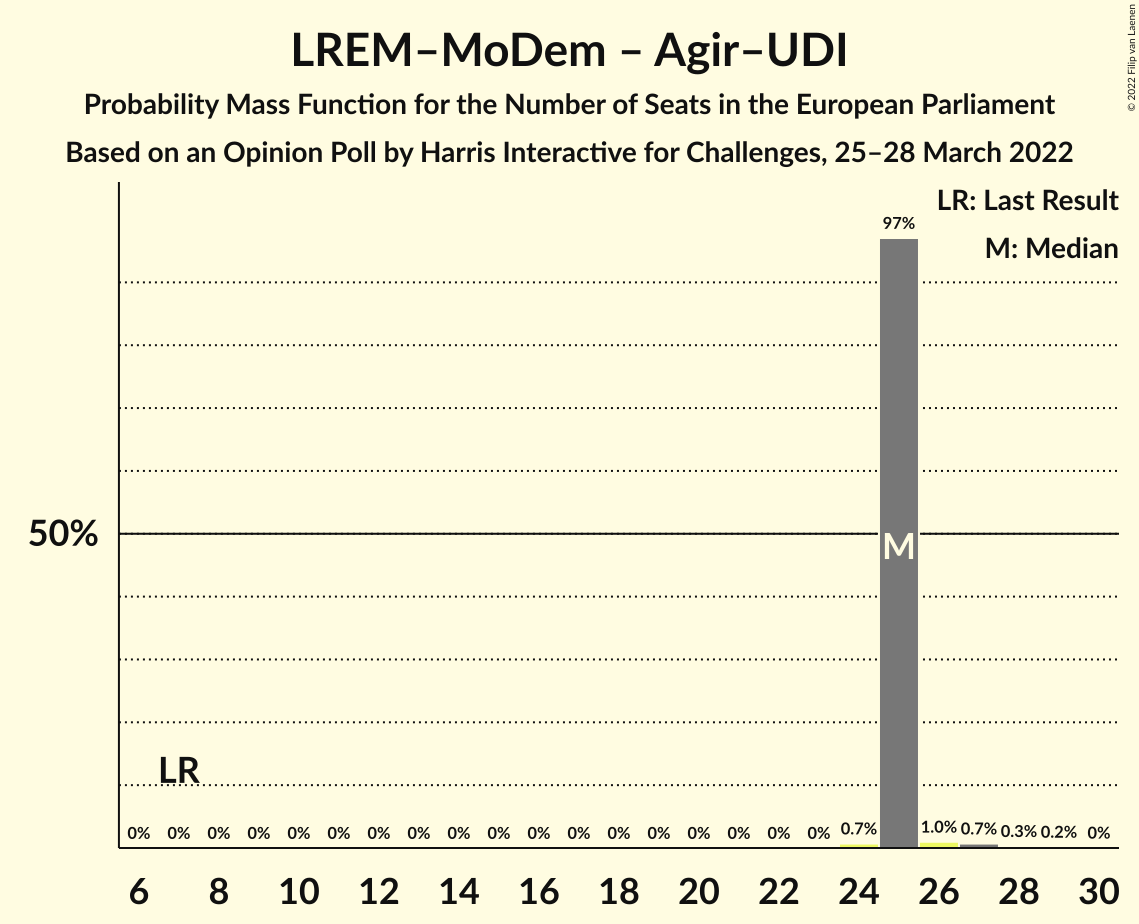 LREM–MoDem – Agir–UDI
Probability Mass Function for the Number of Seats in the European Parliament
Based on an Opinion Poll by Harris Interactive for Challenges, 25–28 March 2022
© 2022 Filip van Laenen
LR: Last Result
M: Median
97%
50%
M
LR
0% 0% 0% 0% 0% 0% 0% 0% 0% 0% 0% 0% 0% 0% 0% 0% 0% 0% 0.7% 1.0% 0.7% 0.3% 0.2% 0%
6 8 10 12 14 16 18 20 22 24 26 28 30